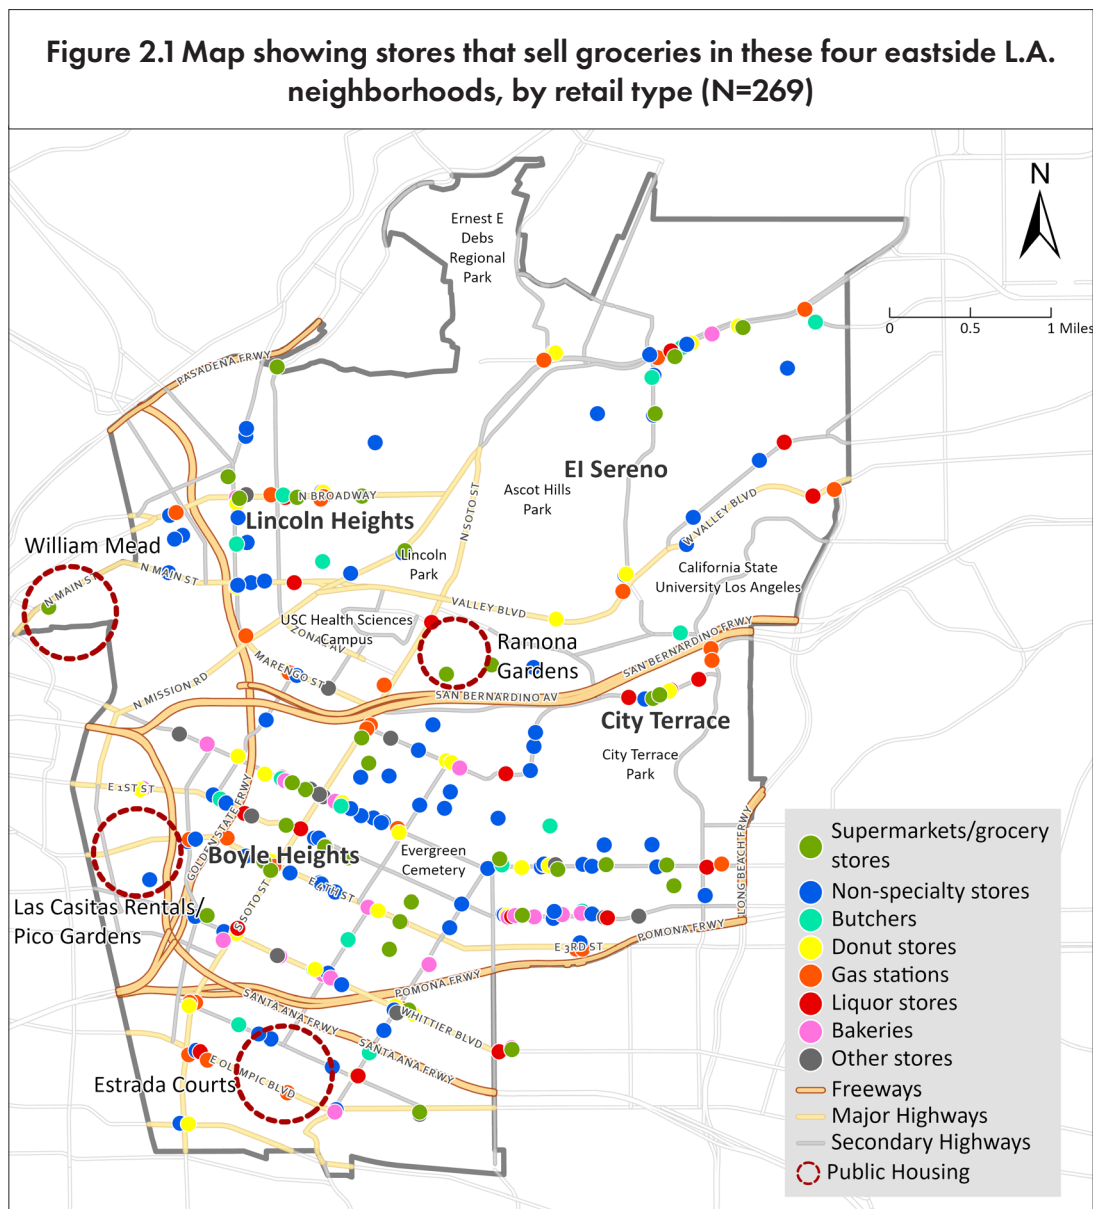 Figure 2.1 Map showing stores that sell groceries in these four eastside L.A.
neighborhoods, by retail type (N=269)
N
Ernest E
Debs
Regional
Park
0 0.5 1 Miles
PASADENA FRWY
El Sereno
N BROADWAY
Ascot Hills
Park
N SOTO ST
Lincoln Heights
W VALLEY BLVD
William Mead
Lincoln
Park
N MAIN ST
N MAIN ST
California State
University Los Angeles
VALLEY BLVD
USC Health Sciences
Campus
ZONAL AV
Ramona
Gardens
MARENGO ST
SAN BERNARDINO FRWY
N MISSION RD
SAN BERNARDINO AV
City Terrace
City Terrace
Park
E 1ST ST
GOLDEN STATE FRWY
LONG BEACH FRWY
Boyle Heights
Evergreen
Cemetery
E 4TH ST
S SOTO ST
Las Casitas Rentals/
Pico Gardens
E 3RD ST
POMONA FRWY
POMONA FRWY
SANTA ANA FRWY
WHITTIER BLVD
SANTA ANA FRWY
Estrada Courts
E OLYMPIC BLVD
Supermarkets/grocery
stores
Non-specialty stores
Butchers
Donut stores
Gas stations
Liquor stores
Bakeries
Other stores
Freeways
Major Highways
Secondary Highways
Public Housing